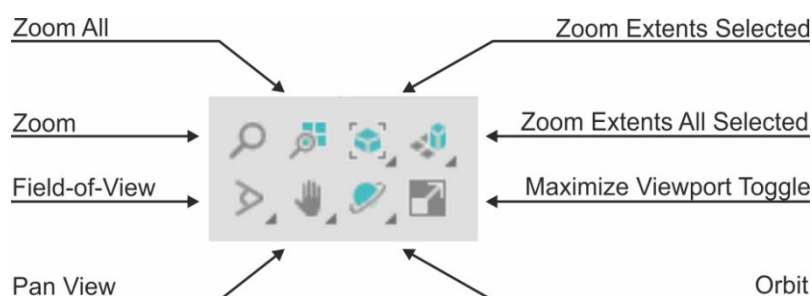 Zoom All
Zoom Extents Selected
Zoom
Zoom Extents All Selected
Field-of-View
Maximize Viewport Toggle
Pan View
Orbit